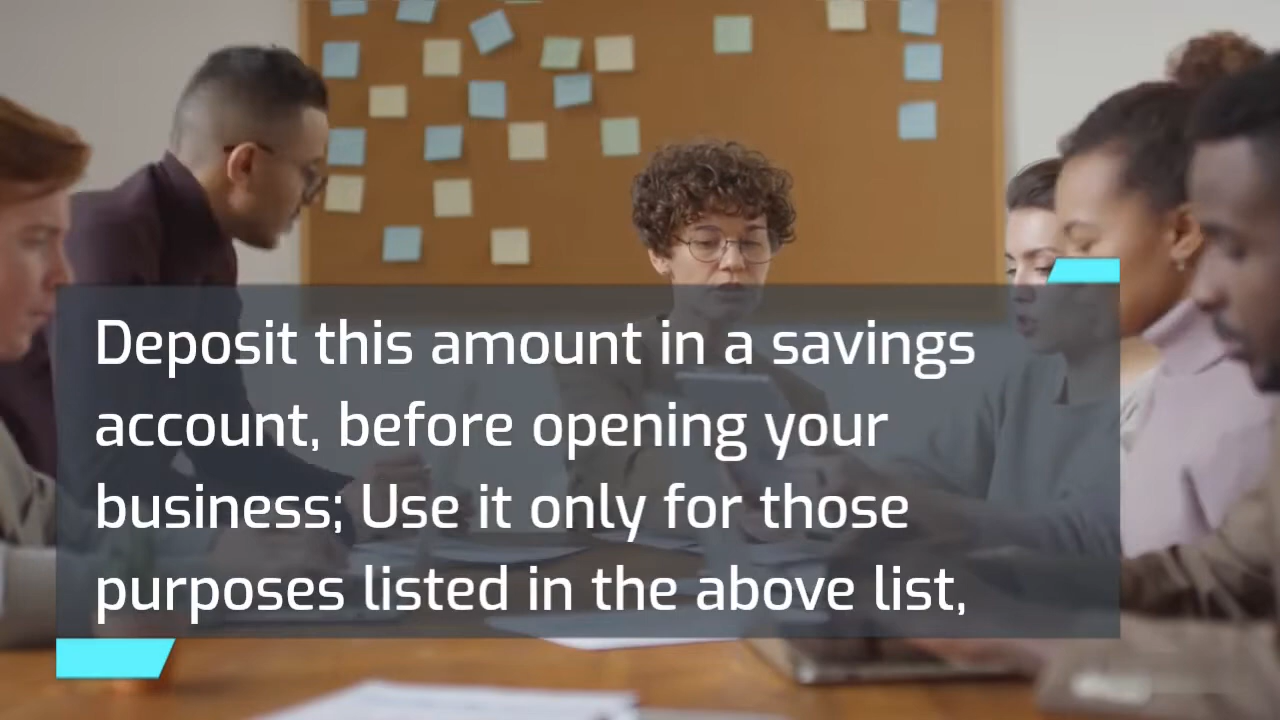 Deposit this amount in a savings
account, before opening your
business; Use it only for those
purposes listed in the above list,